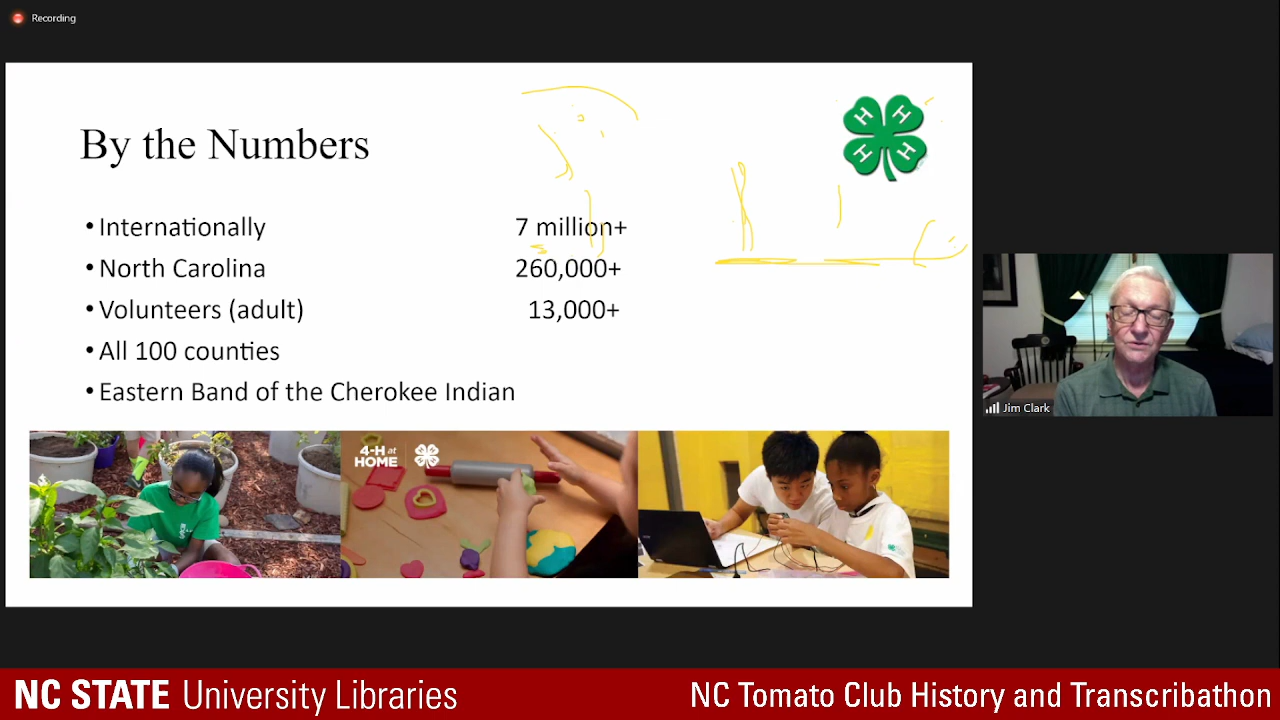 Recording
By the Numbers
H H H H
• Internationally 7 million+
• North Carolina 260,000+
• Volunteers (adult) 13,000+
• All 100 counties
• Eastern Band of the Cherokee Indian
4-H at
HOME
Jim Clark
NC STATE University Libraries
NC Tomato Club History and Transcribathon